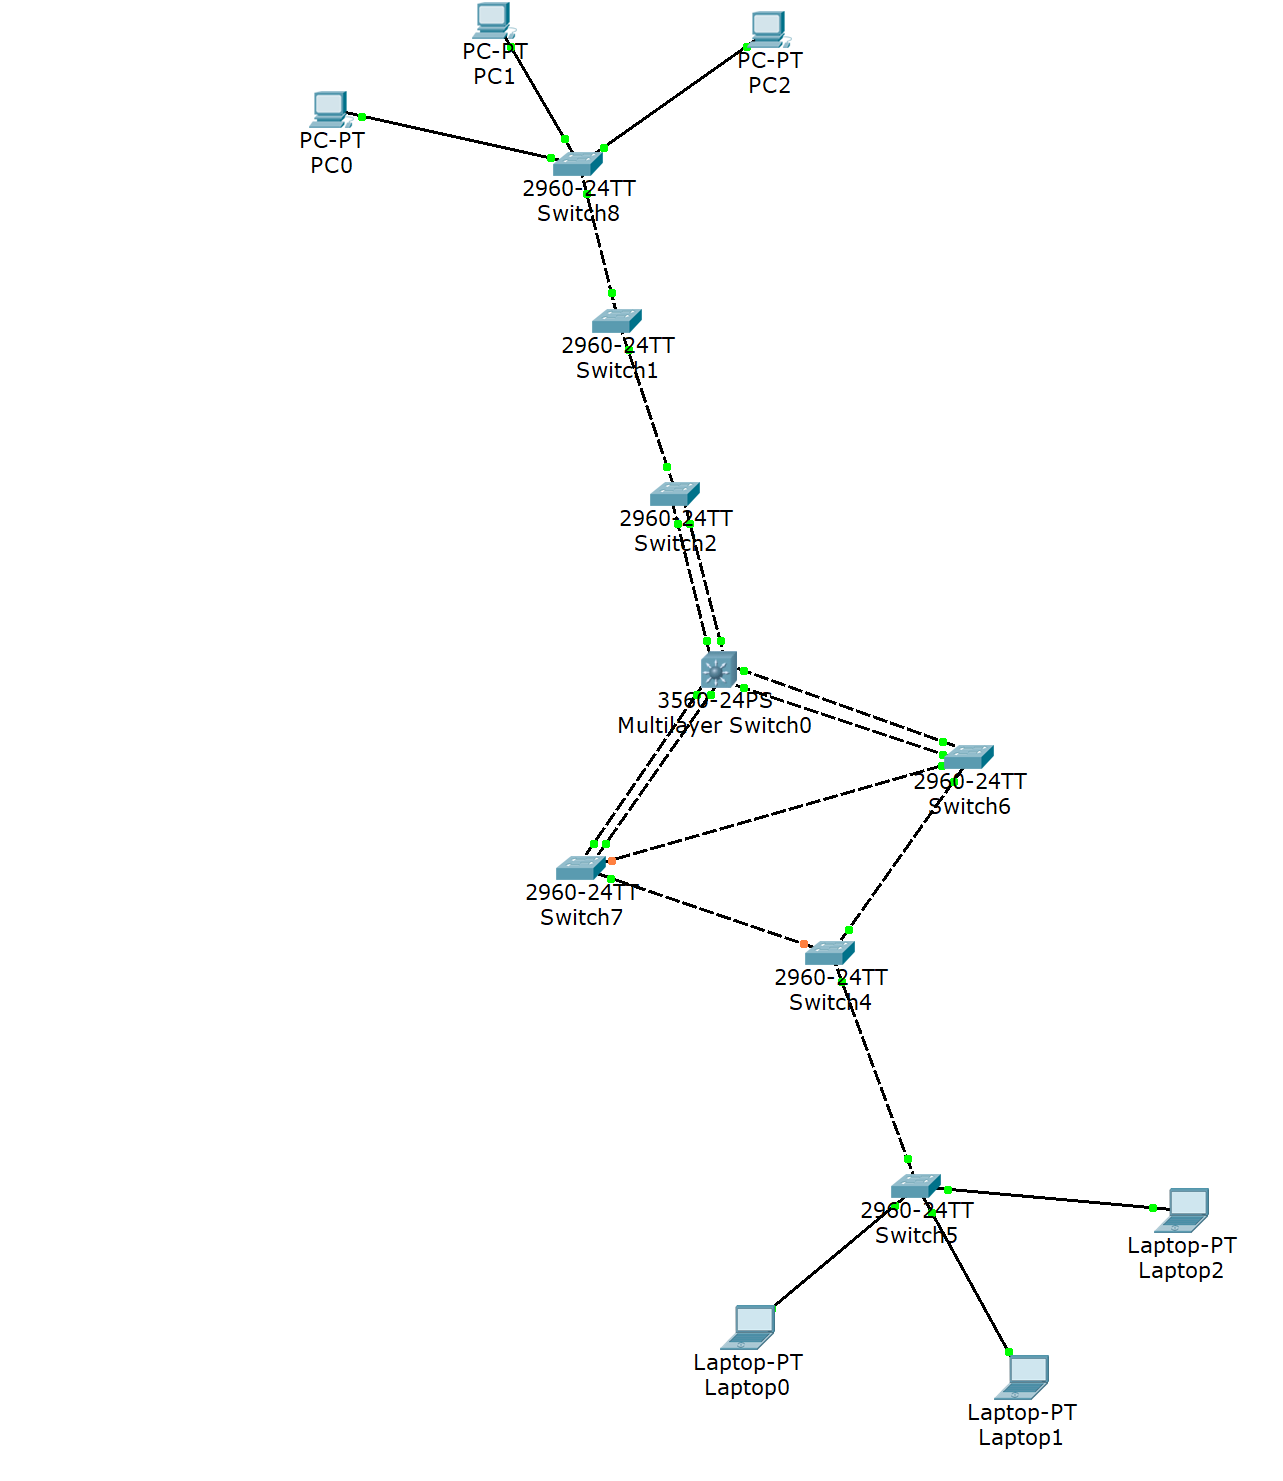 PC-PT
PC1
PC-PT
PC2
PC-PT
PC0
2960-24TT
Switch8
2960-24TT
Switch1
2960-24TT
Switch2
3560-24PS
Multilayer Switch0
2960-24TT
Switch6
2960-24TT
Switch7
2960-24TT
Switch4
2960-24TT
Switch5
Laptop-PT
Laptop2
Laptop-PT
Laptop0
Laptop-PT
Laptop1